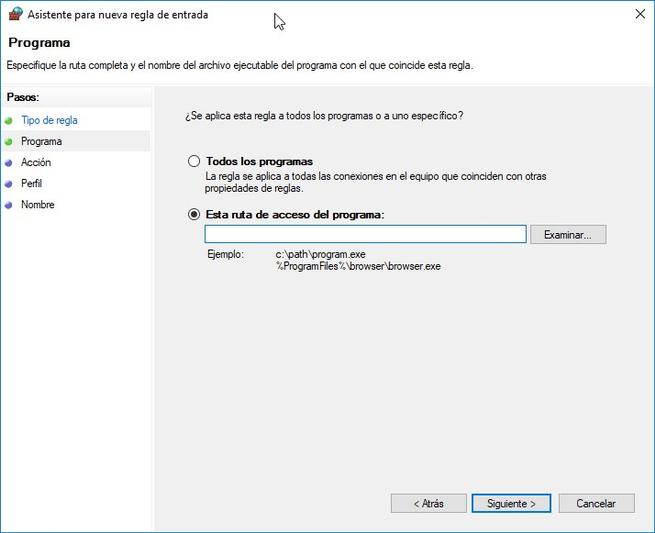 Asistente para nueva regla de entrada
Programa
Especifique la ruta completa y el nombre del archivo ejecutable del programa con el que coincide esta regla.
Pasos:
Tipo de regla
Programa
Acción
Perfil
Nombre
¿Se aplica esta regla a todos los programas o a uno específico?
Todos los programas
La regla se aplica a todas las conexiones en el equipo que coinciden con otras
propiedades de reglas.
Esta ruta de acceso del programa:
Examinar...
Ejemplo: c:\path\program.exe
%ProgramFiles%\browser\browser.exe
< Atrás
Siguiente >
Cancelar